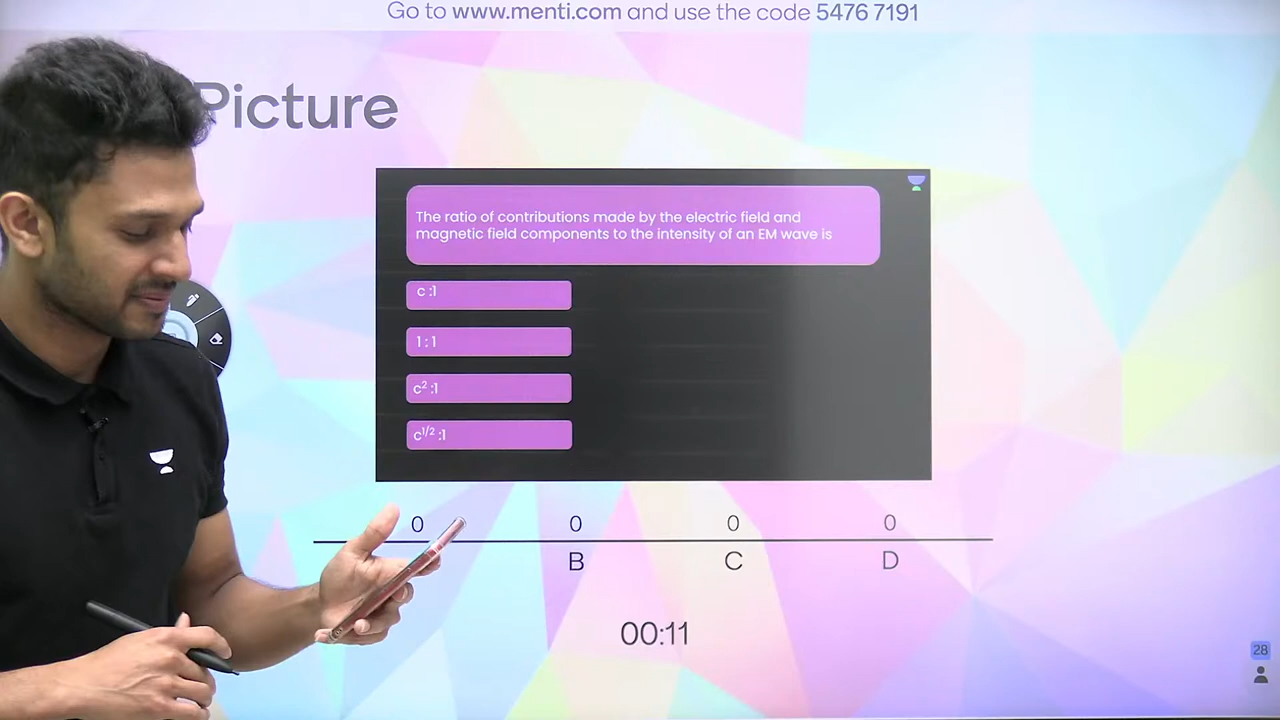 Go to www.menti.com and use the code 5476 7191
Picture
The ratio of contributions made by the electric field and
magnetic field components to the intensity of an EM wave is
c :1
1 : 1
c² :1
c¹/² :1
0 0 0 0
B C D
00:11
28